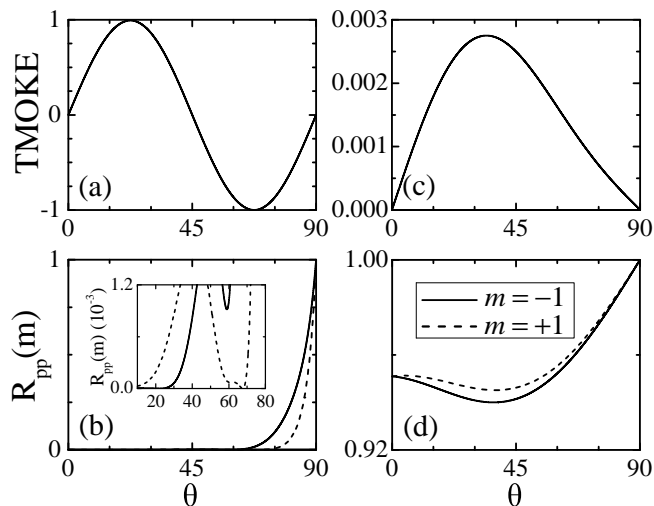 TMOKE
1
0
-1
(a)
0 45 90
0.003
0.002
0.001
0.000
(c)
0 45 90
R_pp(m)
1
0
(b)
0 45 90
θ
R_pp(m) (10^-3)
1.2
0.0
10 20 40 60 80
1.00
0.92
m = −1
m = +1
(d)
0 45 90
θ